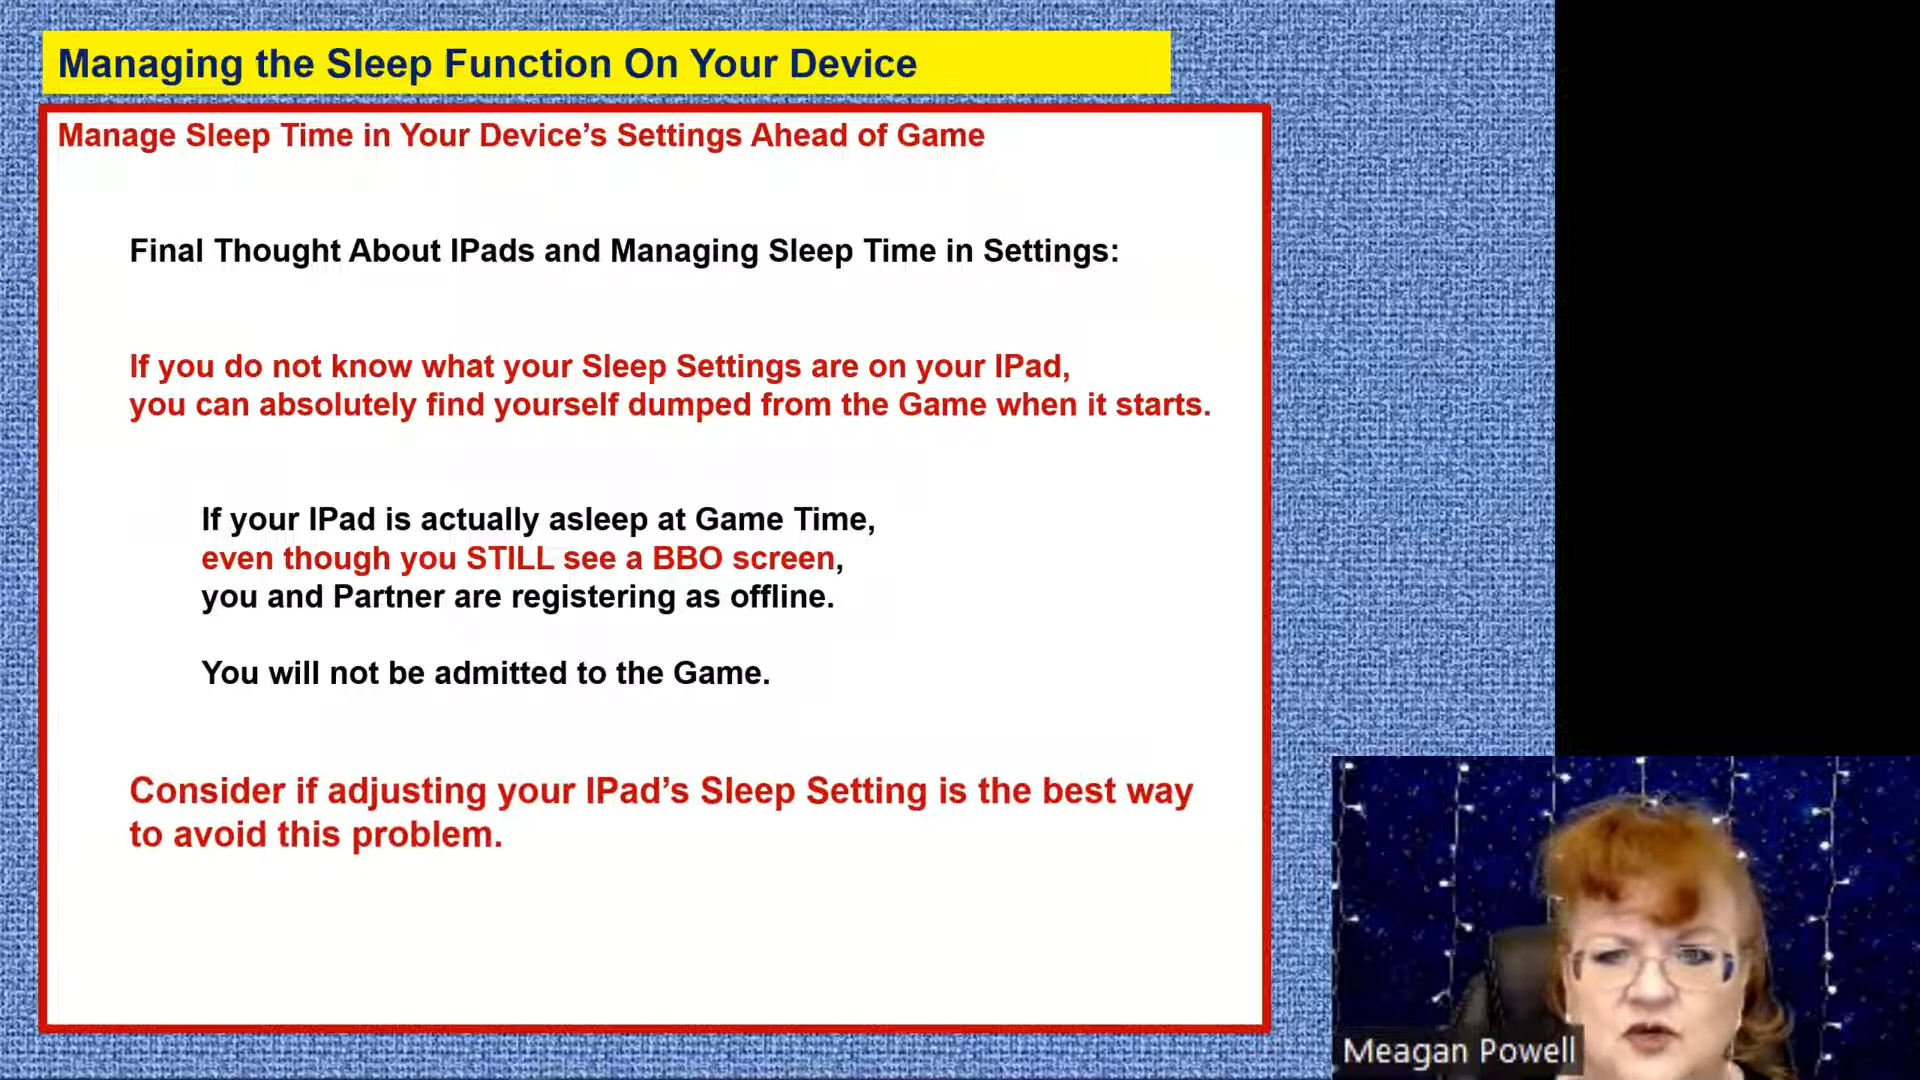 Managing the Sleep Function On Your Device
Manage Sleep Time in Your Device’s Settings Ahead of Game
Final Thought About IPads and Managing Sleep Time in Settings:
If you do not know what your Sleep Settings are on your IPad,
you can absolutely find yourself dumped from the Game when it starts.
If your IPad is actually asleep at Game Time,
even though you STILL see a BBO screen,
you and Partner are registering as offline.
You will not be admitted to the Game.
Consider if adjusting your IPad’s Sleep Setting is the best way
to avoid this problem.
Meagan Powell